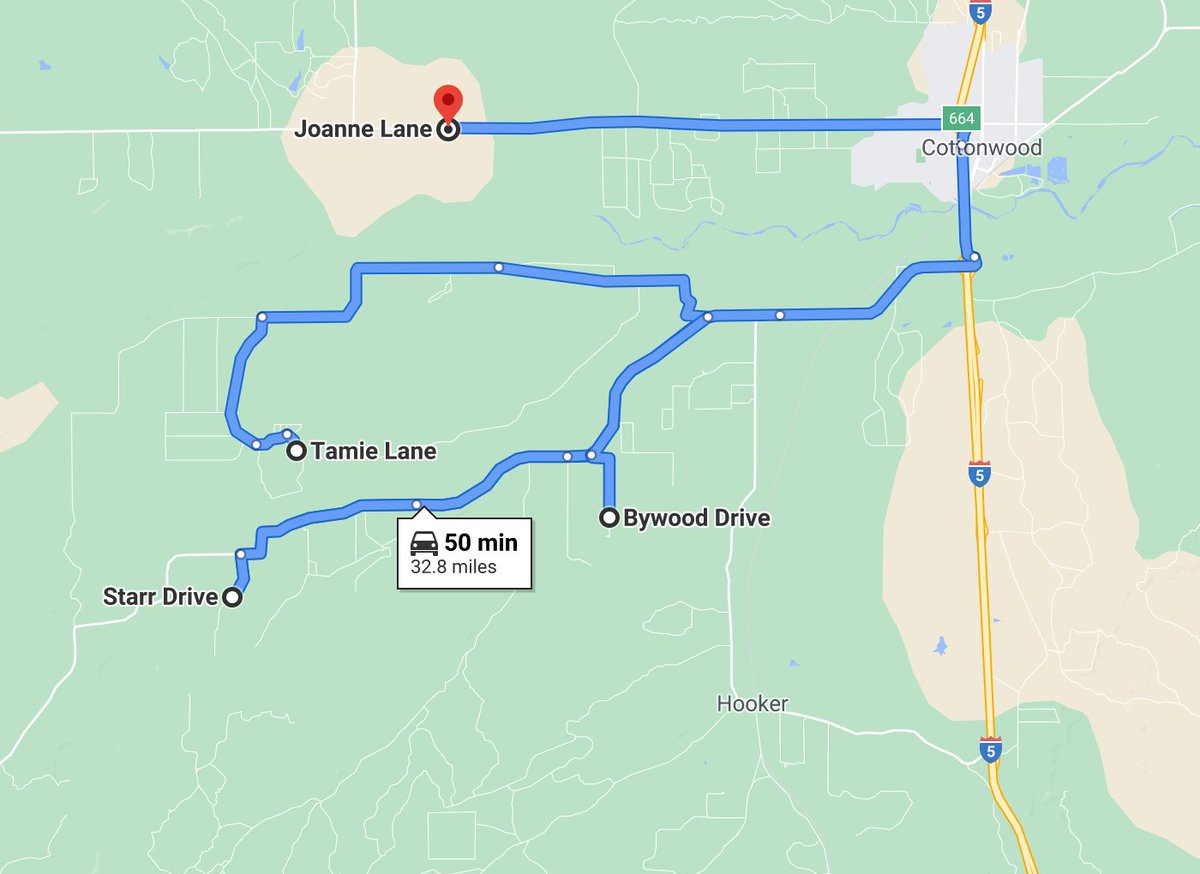 5
Joanne Lane
664
Cottonwood
Tamie Lane
5
Bywood Drive
50 min
32.8 miles
Starr Drive
Hooker
5